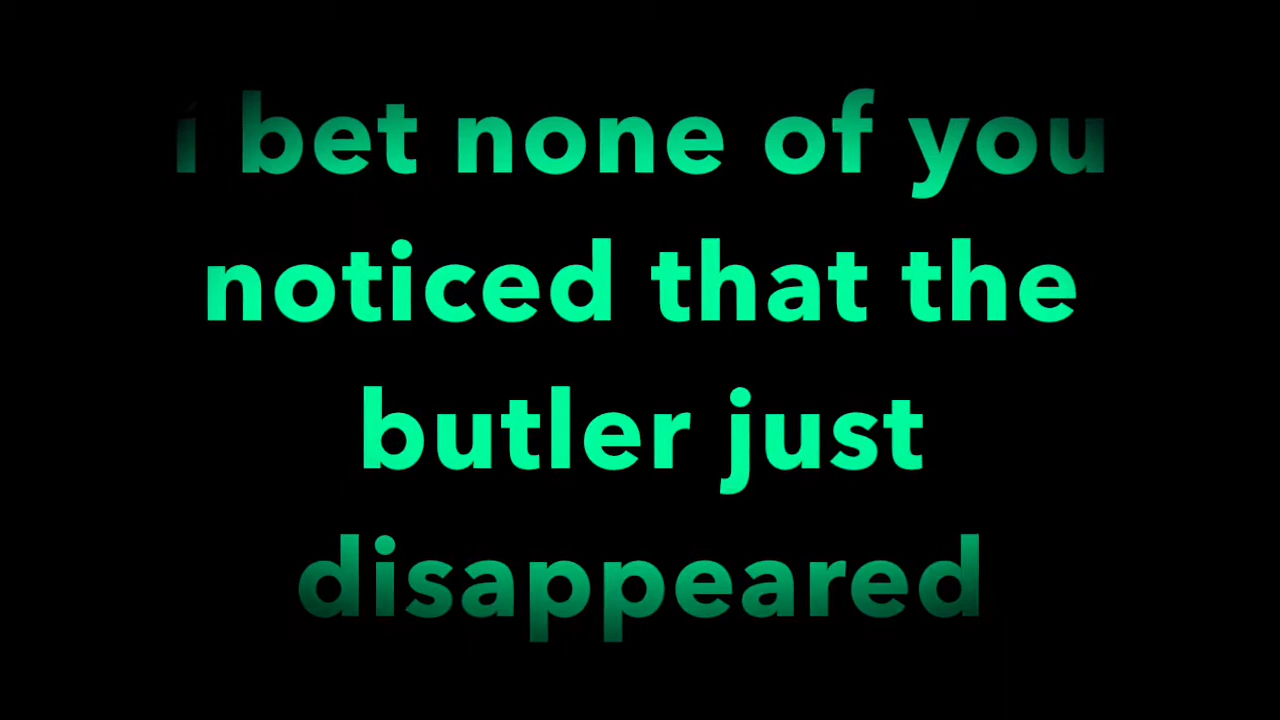 i bet none of you
noticed that the
butler just
disappeared